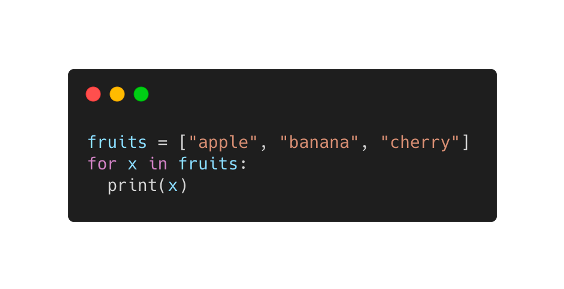 fruits = ["apple", "banana", "cherry"]
for x in fruits:
  print(x)